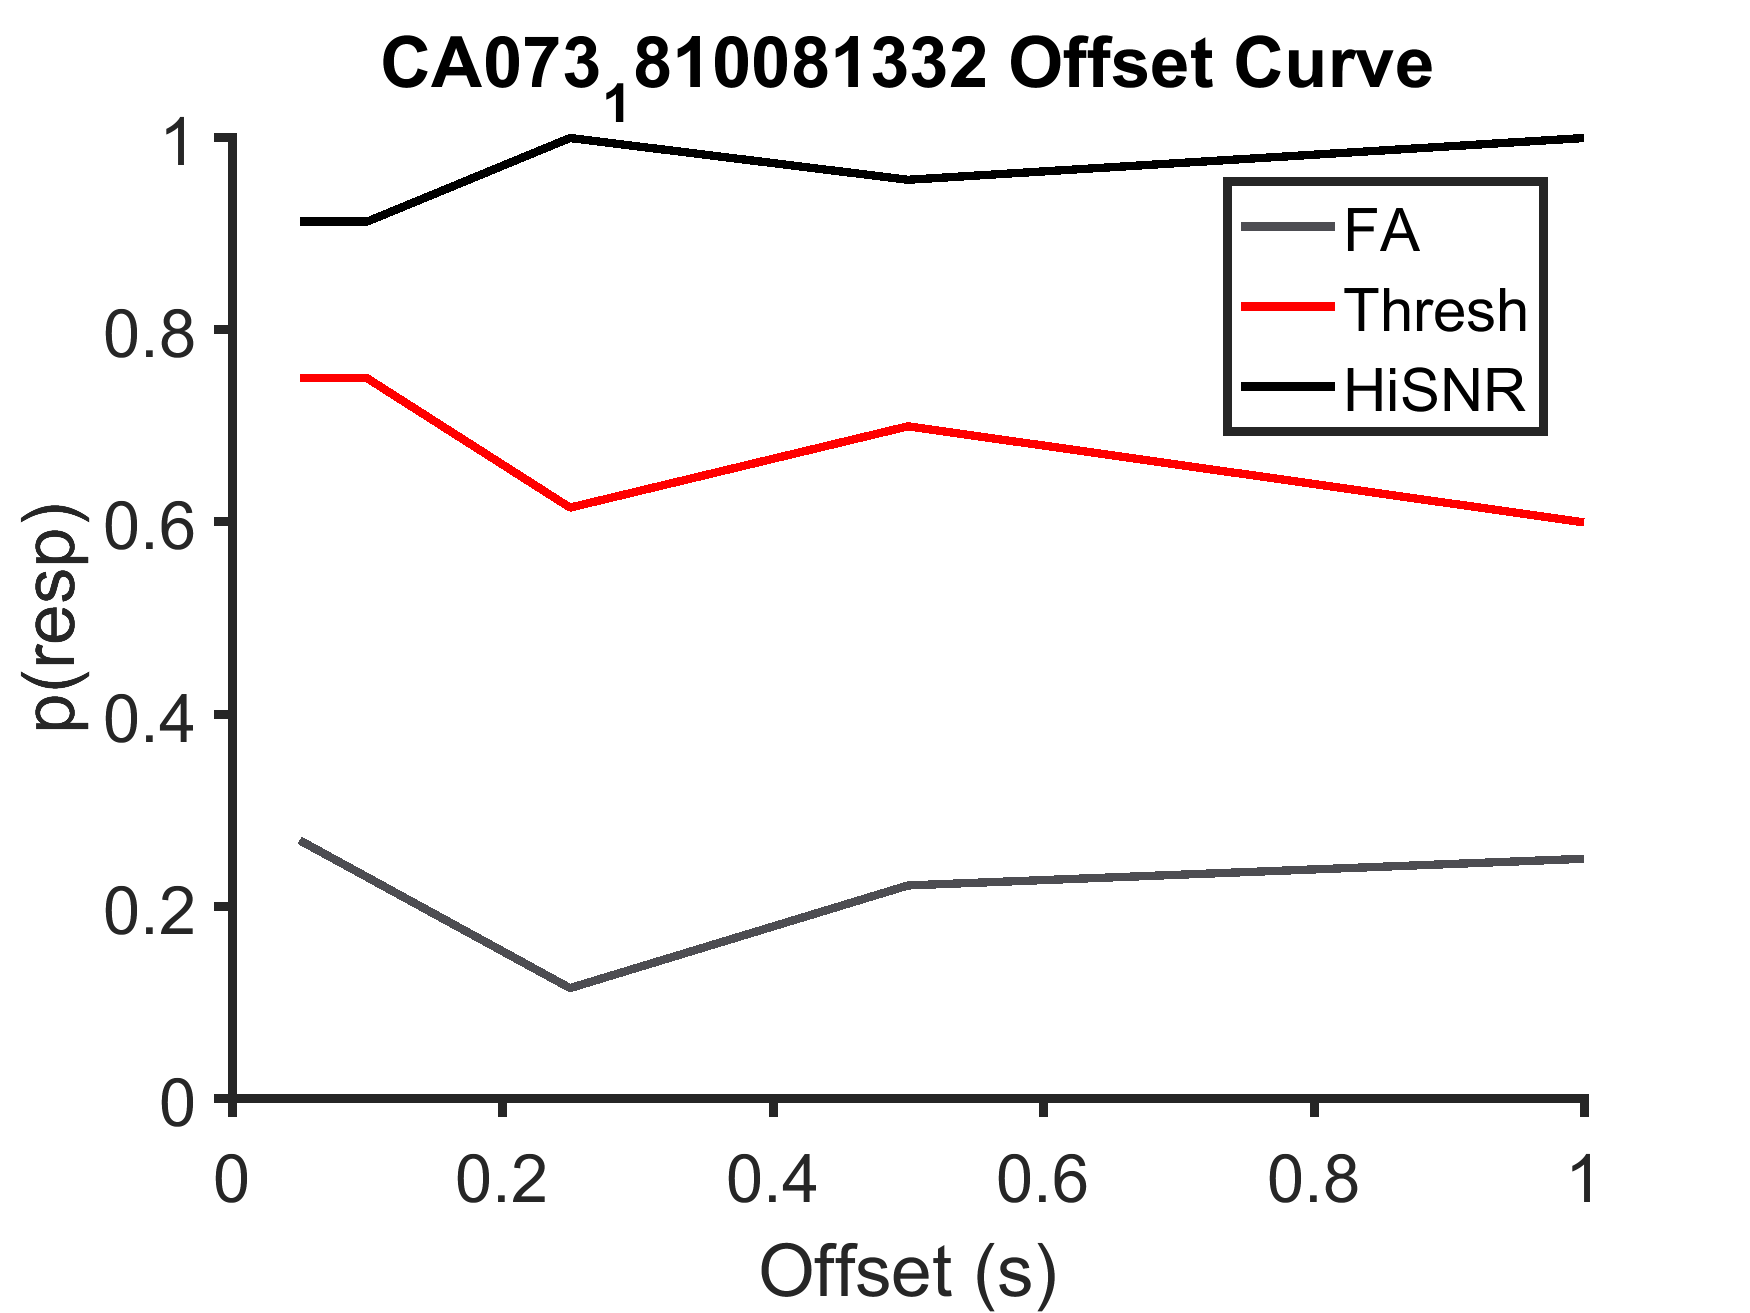 CA073₁810081332 Offset Curve
1
0.8
0.6
0.4
0.2
0
p(resp)
FA
Thresh
HiSNR
0 0.2 0.4 0.6 0.8 1
Offset (s)